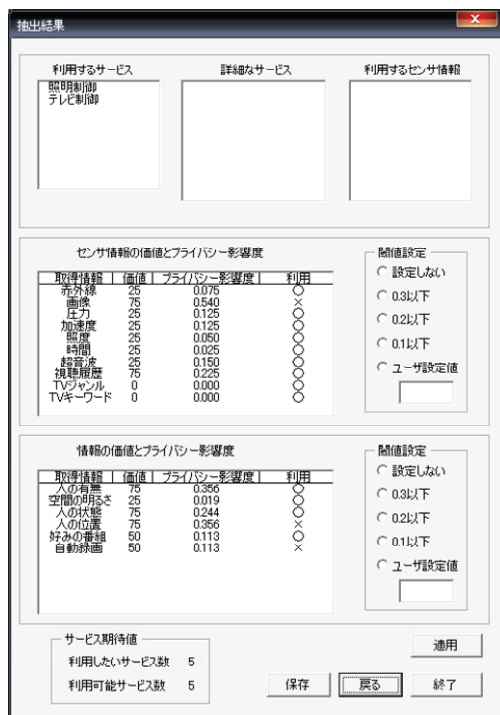 抽出結果
利用するサービス 詳細なサービス 利用するセンサ情報
照明制御
テレビ制御
センサ情報の価値とプライバシー影響度
取得情報 価値 プライバシー影響度 利用
赤外線 25 0.075 ○
画像 75 0.540 ×
圧力 25 0.125 ○
加速度 25 0.125 ○
照度 25 0.050 ○
時間 25 0.025 ○
超音波 25 0.150 ○
視聴履歴 75 0.225 ○
TVジャンル 0 0.000 ○
TVキーワード 0 0.000 ○
閾値設定
設定しない
0.3以下
0.2以下
0.1以下
ユーザ設定値
情報の価値とプライバシー影響度
取得情報 価値 プライバシー影響度 利用
人の有無 75 0.356 ○
空間の明るさ 25 0.019 ○
人の状態 75 0.244 ○
人の位置 75 0.356 ×
好みの番組 50 0.113 ○
自動録画 50 0.113 ×
閾値設定
設定しない
0.3以下
0.2以下
0.1以下
ユーザ設定値
サービス期待値
利用したいサービス数 5
利用可能サービス数 5
適用
保存 戻る 終了